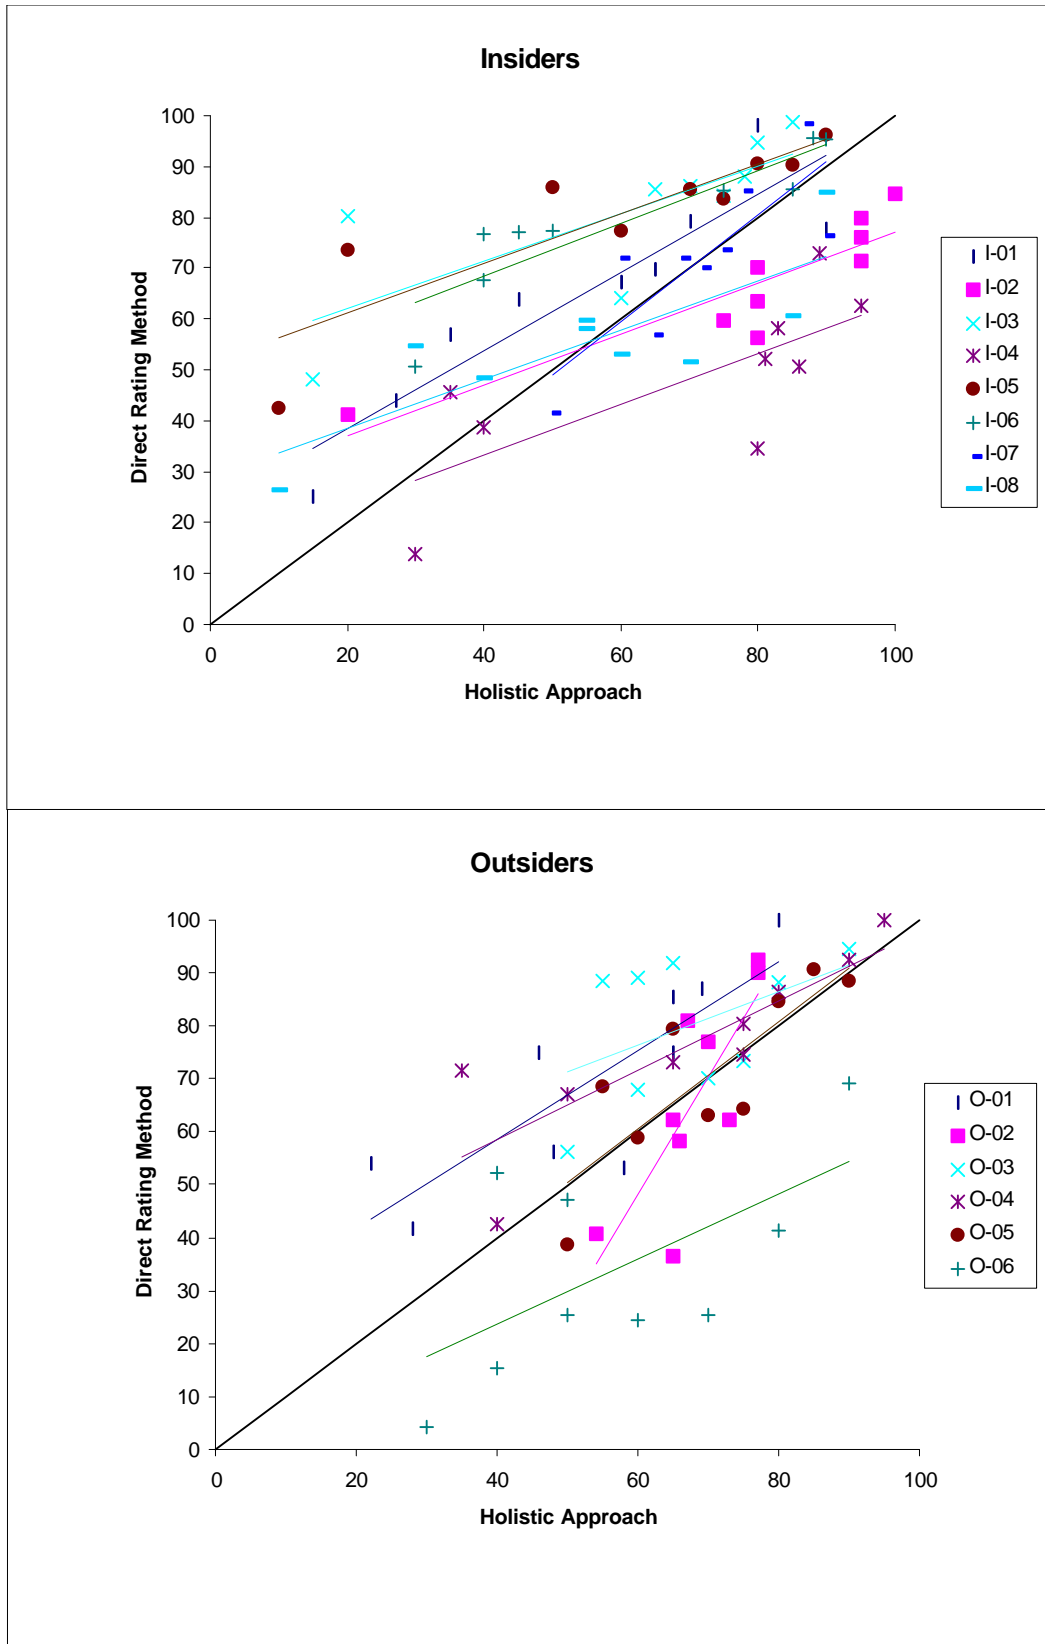 Insiders
100
90
80
70
60
50
40
30
20
10
0
0 20 40 60 80 100
Direct Rating Method
Holistic Approach
I-01
I-02
I-03
I-04
I-05
I-06
I-07
I-08
Outsiders
100
90
80
70
60
50
40
30
20
10
0
0 20 40 60 80 100
Direct Rating Method
Holistic Approach
O-01
O-02
O-03
O-04
O-05
O-06